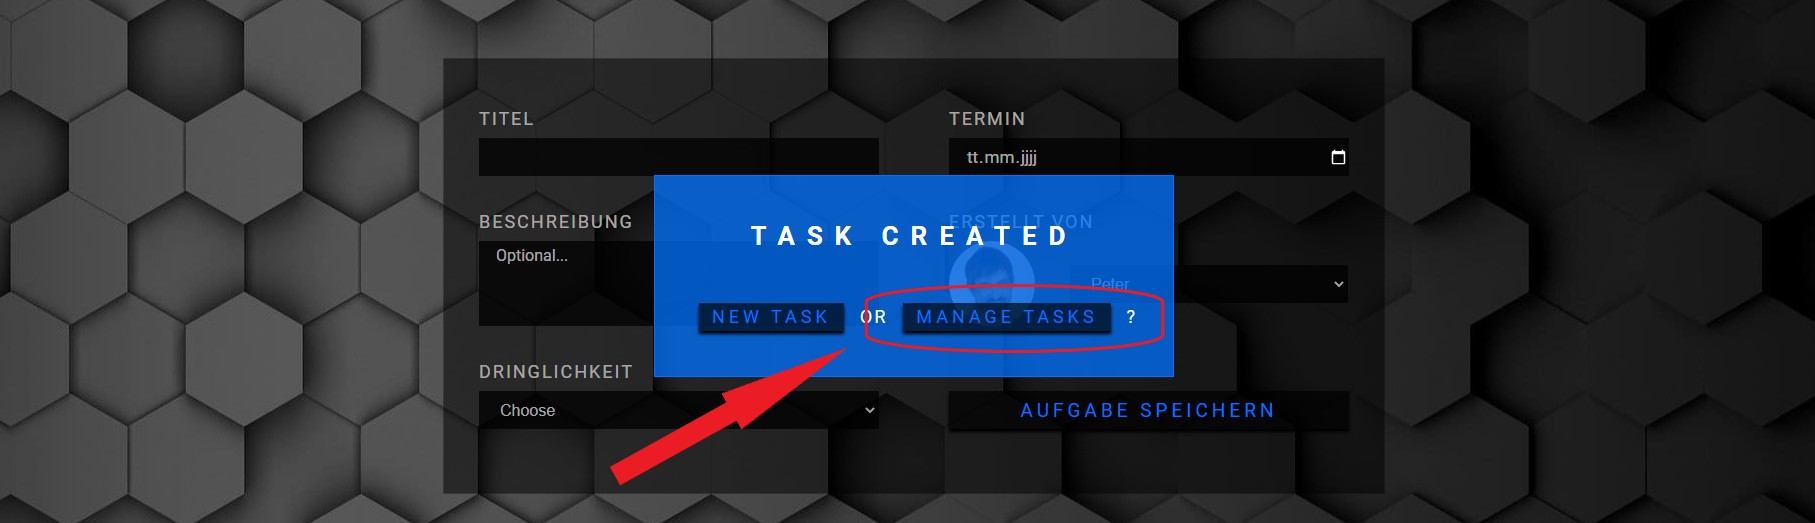 TITEL
TERMIN
tt.mm.jjjj
BESCHREIBUNG
ERSTELLT VON
Optional...
Peter
TASK CREATED
NEW TASK OR MANAGE TASKS ?
DRINGLICHKEIT
Choose
AUFGABE SPEICHERN